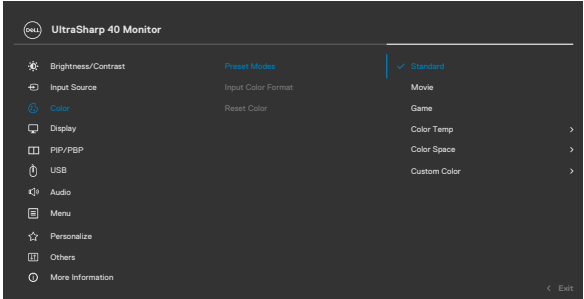 DELL UltraSharp 40 Monitor
Brightness/Contrast Preset Modes Standard
Input Source Input Color Format Movie
Color Reset Color Game
Display Color Temp
PIP/PBP Color Space
USB Custom Color
Audio
Menu
Personalize
Others
More Information
Exit